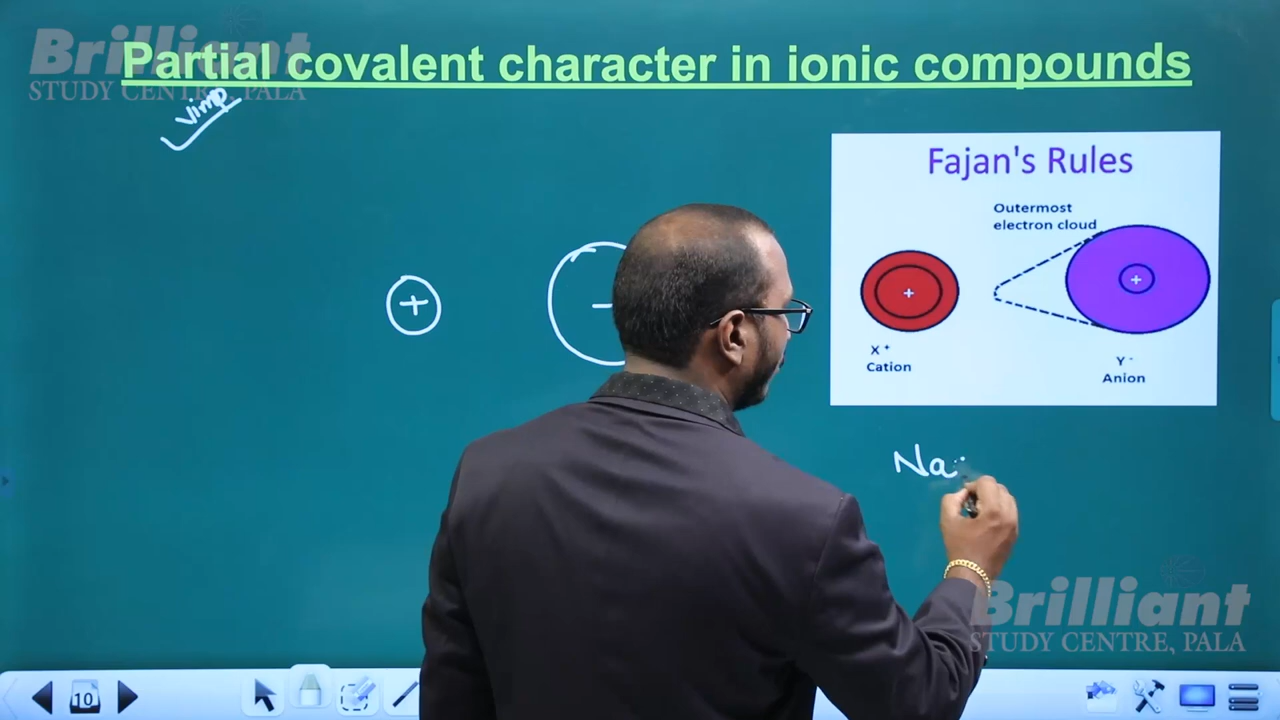 Partial covalent character in ionic compounds
Brilliant
STUDY CENTRE, PALA
vimp
Fajan's Rules
Outermost
electron cloud
+
+
X+
Cation
Y-
Anion
+
−
Na
Brilliant
STUDY CENTRE, PALA
10